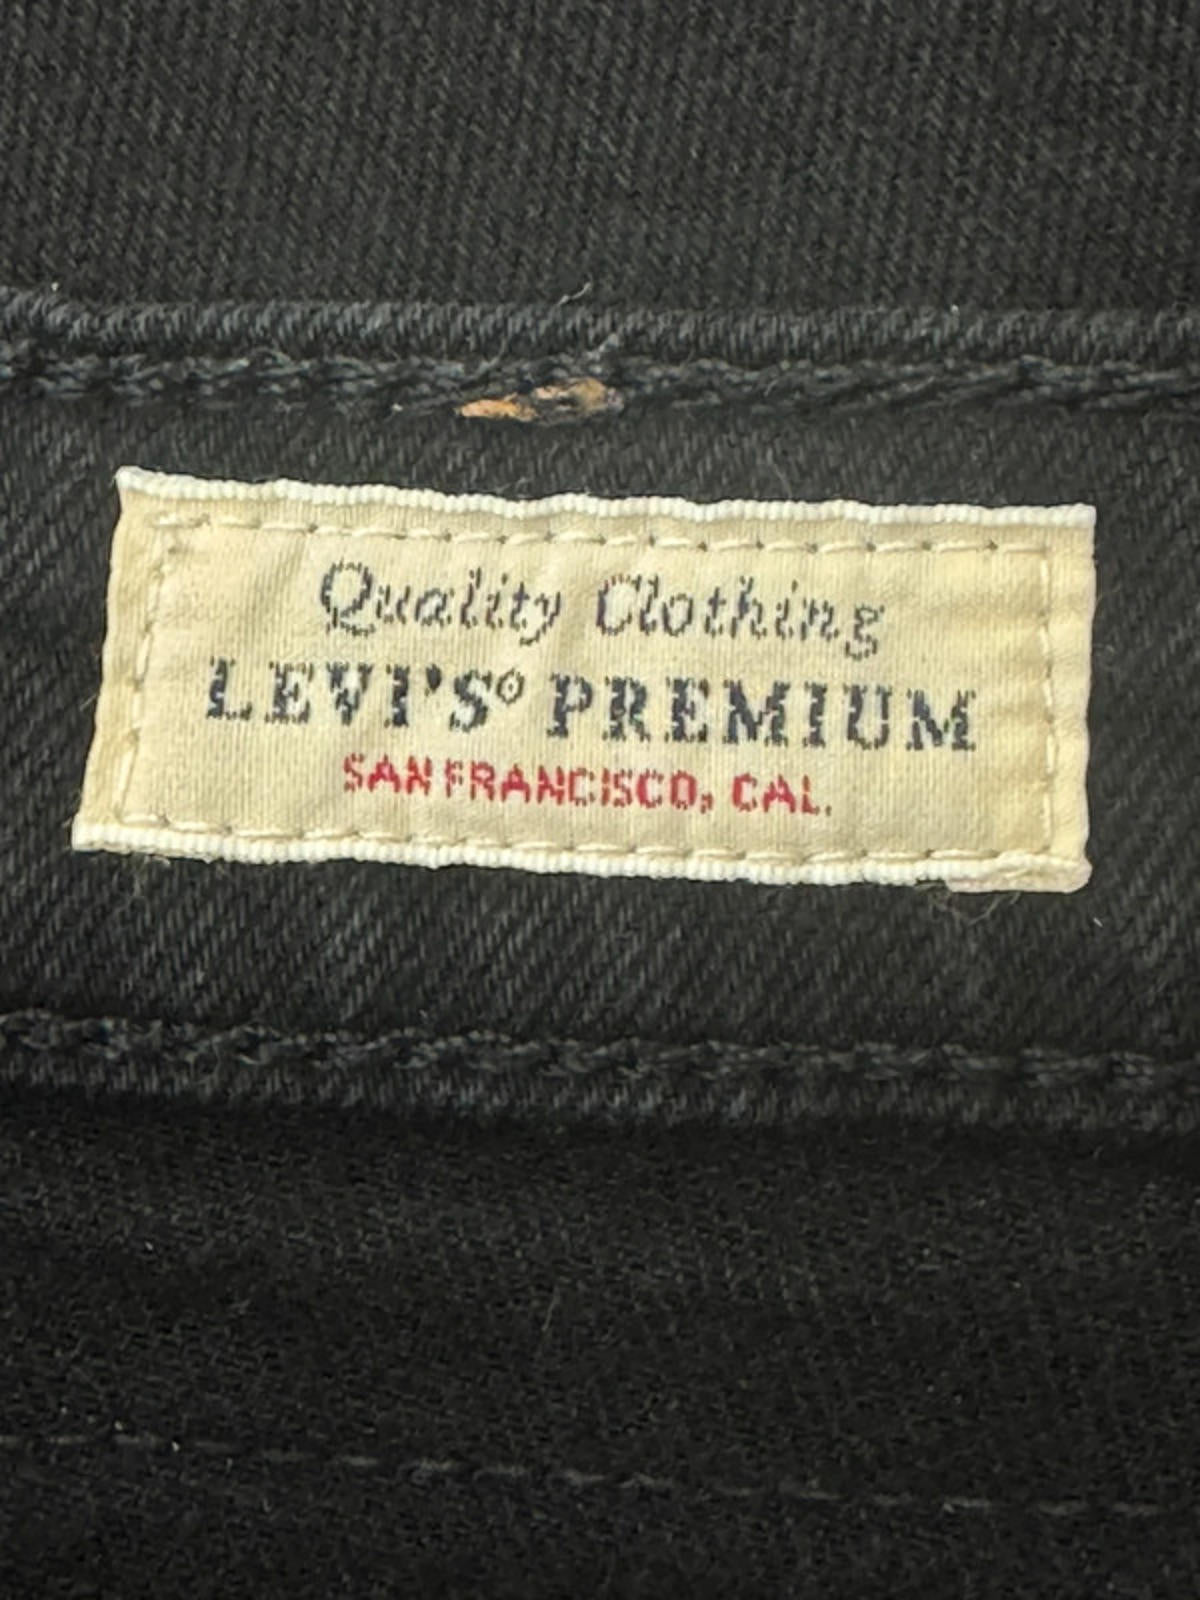 Quality Clothing
LEVI'S® PREMIUM
SAN FRANCISCO, CAL.